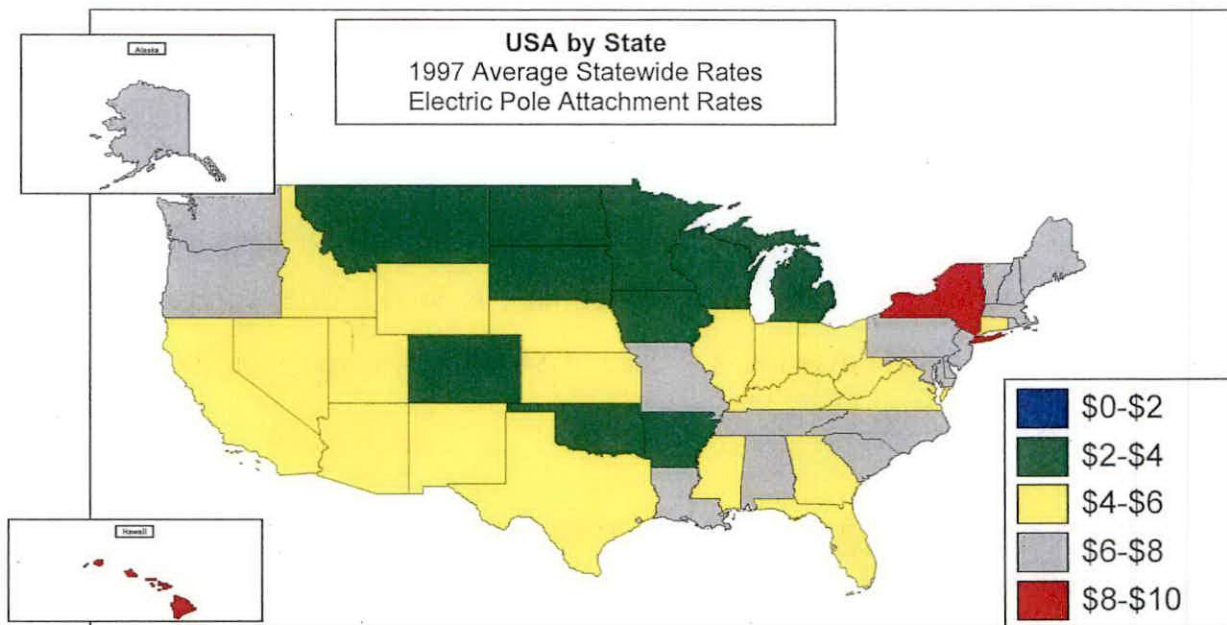 Alaska
USA by State
1997 Average Statewide Rates
Electric Pole Attachment Rates
$0-$2
$2-$4
$4-$6
$6-$8
$8-$10
Hawaii